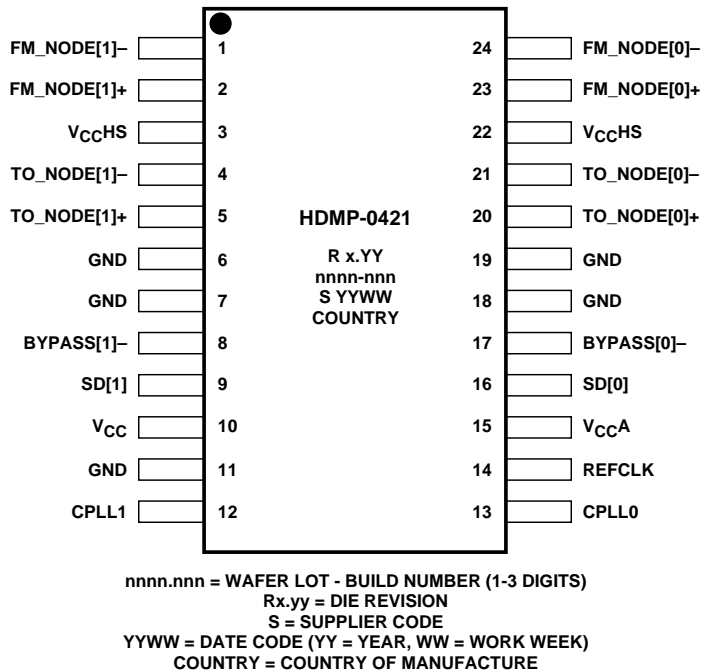 FM_NODE[1]– 1 24 FM_NODE[0]–
FM_NODE[1]+ 2 23 FM_NODE[0]+
VCCHS 3 22 VCCHS
TO_NODE[1]– 4 21 TO_NODE[0]–
TO_NODE[1]+ 5 HDMP-0421 20 TO_NODE[0]+
GND 6 R x.YY 19 GND
nnnn-nnn
GND 7 S YYWW 18 GND
COUNTRY
BYPASS[1]– 8 17 BYPASS[0]–
SD[1] 9 16 SD[0]
VCC 10 15 VCCA
GND 11 14 REFCLK
CPLL1 12 13 CPLL0
nnnn.nnn = WAFER LOT - BUILD NUMBER (1-3 DIGITS)
Rx.yy = DIE REVISION
S = SUPPLIER CODE
YYWW = DATE CODE (YY = YEAR, WW = WORK WEEK)
COUNTRY = COUNTRY OF MANUFACTURE